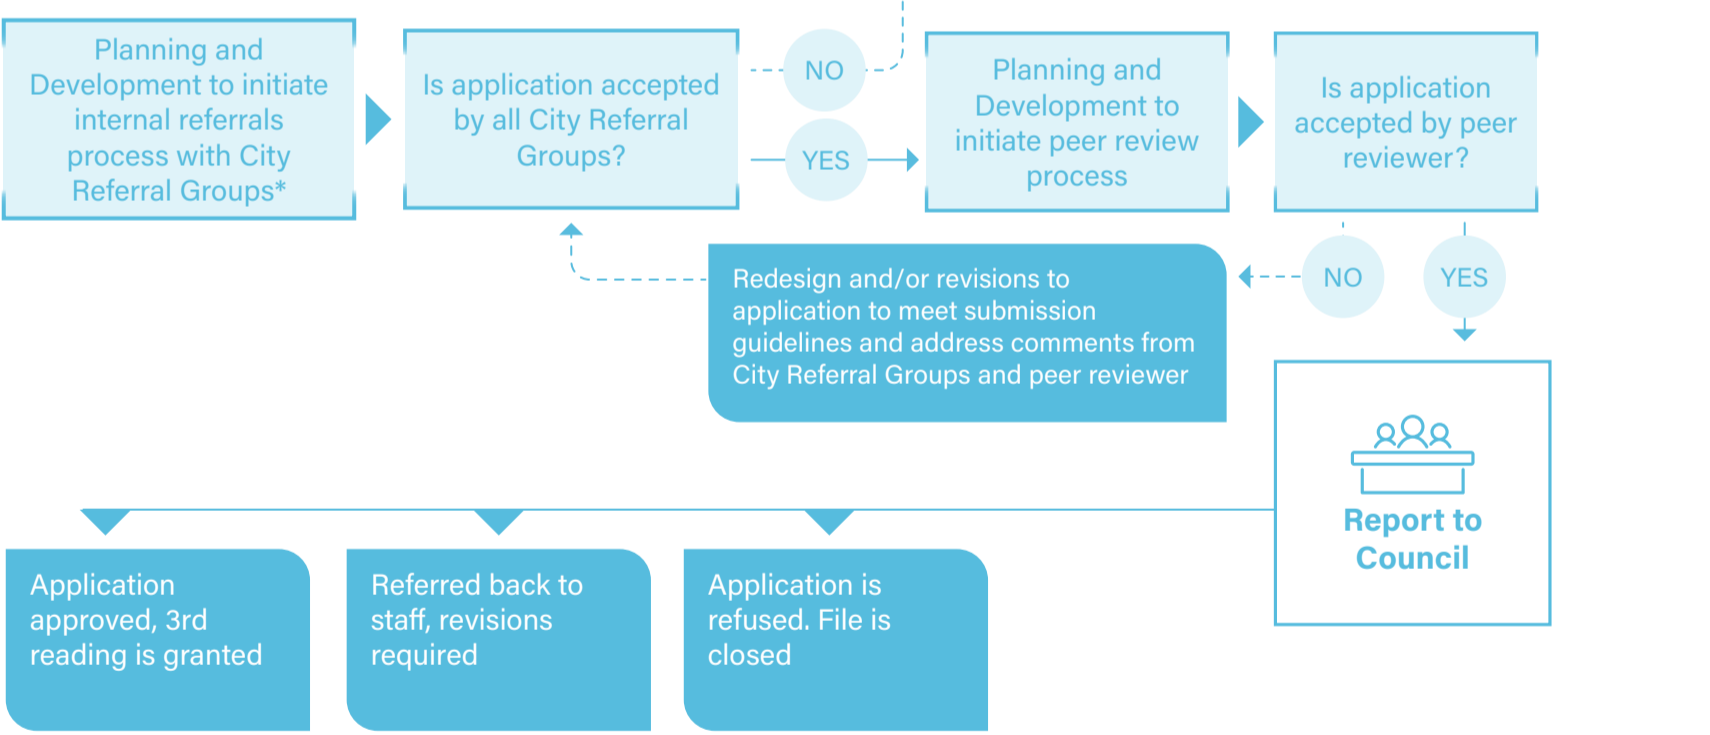 Planning and
Development to initiate
internal referrals
process with City
Referral Groups*
Is application accepted
by all City Referral
Groups?
NO
YES
Planning and
Development to
initiate peer review
process
Is application
accepted by peer
reviewer?
NO
YES
Redesign and/or revisions to
application to meet submission
guidelines and address comments from
City Referral Groups and peer reviewer
Report to
Council
Application
approved, 3rd
reading is granted
Referred back to
staff, revisions
required
Application is
refused. File is
closed